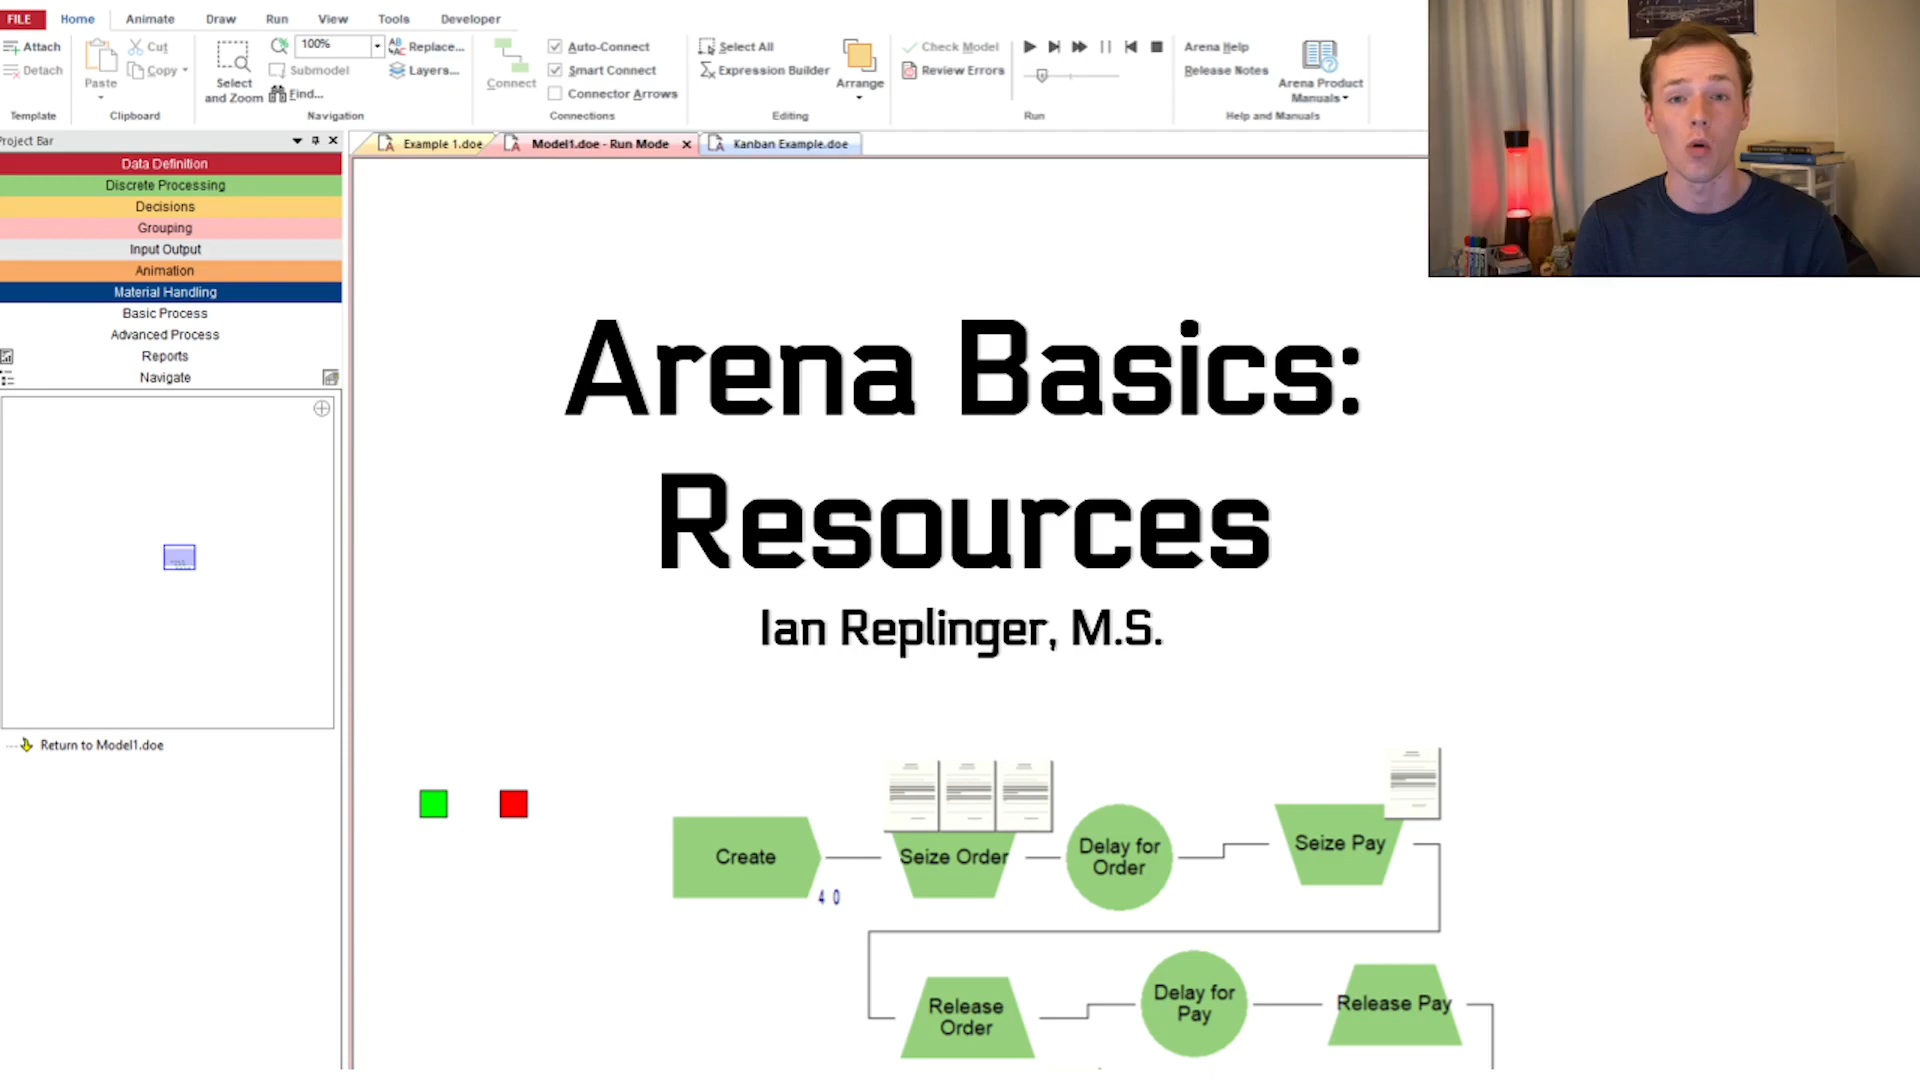 FILE Home Animate Draw Run View Tools Developer
Attach
Detach
Template
Paste
Cut
Copy
Clipboard
Select
and Zoom
100%
Submodel
Find...
Replace...
Layers...
Navigation
Connect
Auto-Connect
Smart Connect
Connector Arrows
Connections
Select All
Expression Builder
Arrange
Editing
Check Model
Review Errors
Run
Arena Help
Release Notes
Arena Product
Manuals
Help and Manuals
Project Bar
Example 1.doe
Model1.doe - Run Mode
Kanban Example.doe
Data Definition
Discrete Processing
Decisions
Grouping
Input Output
Animation
Material Handling
Basic Process
Advanced Process
Reports
Navigate
Return to Model1.doe
Arena Basics:
Resources
Ian Replinger, M.S.
Create
4 0
Seize Order
Delay for
Order
Seize Pay
Release
Order
Delay for
Pay
Release Pay